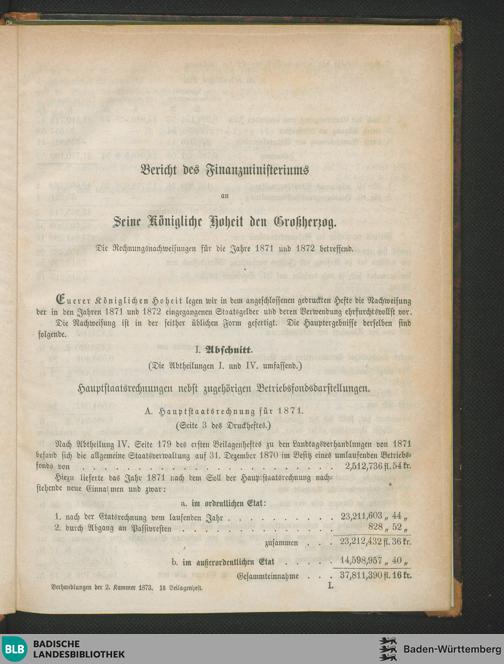 Bericht des Finanzministeriums
an
Seine Königliche Hoheit den Großherzog.
Die Rechnungsnachweisungen für die Jahre 1871 und 1872 betreffend.
Euerer Königlichen Hoheit legen wir in dem angeschlossenen gedruckten Hefte die Nachweisung
der in den Jahren 1871 und 1872 eingegangenen Staatsgelder und deren Verwendung ehrfurchtsvollst vor.
Die Nachweisung ist in der seither üblichen Form gefertigt. Die Hauptergebnisse derselben sind
folgende.
I. Abschnitt.
(Die Abtheilungen I. und IV. umfassend.)
Hauptstaatsrechnungen nebst zugehörigen Betriebsfondsdarstellungen.
A. Hauptstaatsrechnung für 1871.
(Seite 3 des Druckheftes.)
Nach Abtheilung IV. Seite 179 des ersten Beilagenheftes zu den Landtagsverhandlungen von 1871
befand sich die allgemeine Staatsverwaltung auf 31. Dezember 1870 im Besitz eines umlaufenden Betriebs-
fonds von . . . . . . . . . . . . . . . 2,512,736 fl. 54 kr.
Hiezu lieferte das Jahr 1871 nach dem Soll der Hauptstaatsrechnung nach-
stehende neue Einnahmen und zwar:
a. im ordentlichen Etat:
1. nach der Etatsrechnung vom laufenden Jahr . . . . . . . . 23,211,603 „ 44 „
2. durch Abgang an Passivresten . . . . . . . . . . . 828 „ 52 „
zusammen . . . 23,212,432 fl. 36 kr.
b. im außerordentlichen Etat . . . . . 14,598,957 „ 40 „
Gesammteinnahme . . . . 37,811,390 fl. 16 kr.
Verhandlungen der 2. Kammer 1873. 18 Beilagenheft. 1.
BLB BADISCHE
LANDESBIBLIOTHEK
Baden-Württemberg